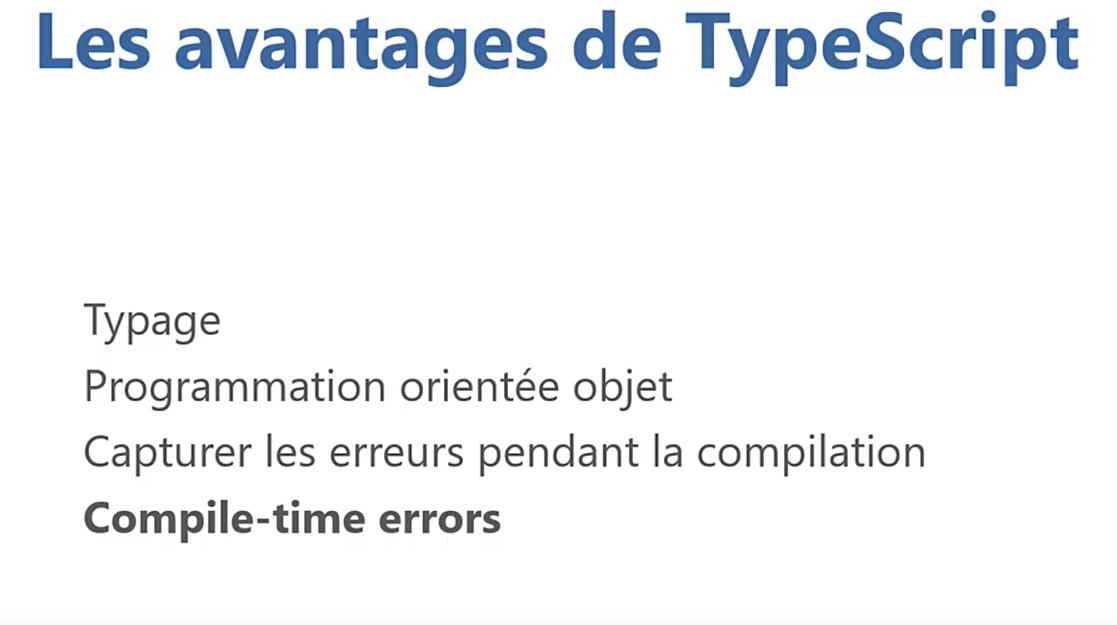 Les avantages de TypeScript
Typage
Programmation orientée objet
Capturer les erreurs pendant la compilation
Compile-time errors